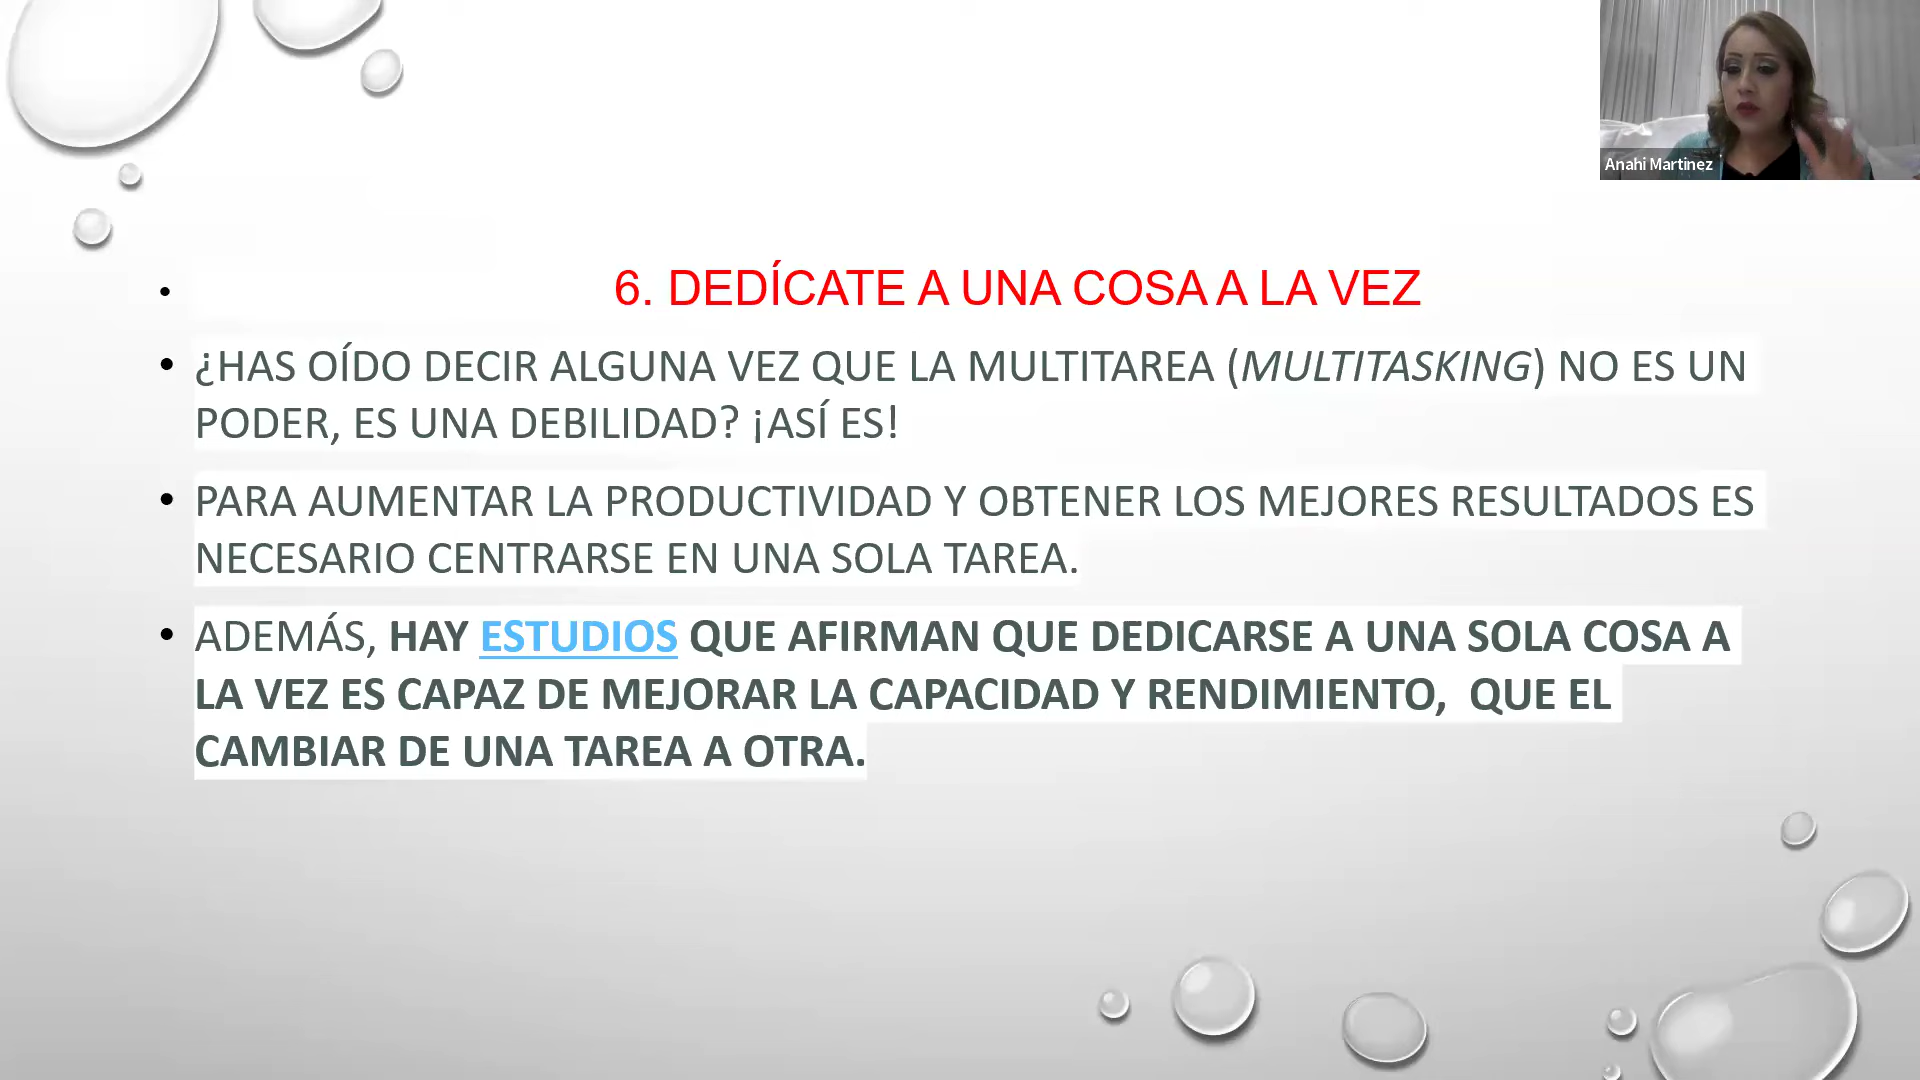 Anahi Martinez
• 6. DEDÍCATE A UNA COSA A LA VEZ
• ¿HAS OÍDO DECIR ALGUNA VEZ QUE LA MULTITAREA (MULTITASKING) NO ES UN
PODER, ES UNA DEBILIDAD? ¡ASÍ ES!
• PARA AUMENTAR LA PRODUCTIVIDAD Y OBTENER LOS MEJORES RESULTADOS ES
NECESARIO CENTRARSE EN UNA SOLA TAREA.
• ADEMÁS, HAY ESTUDIOS QUE AFIRMAN QUE DEDICARSE A UNA SOLA COSA A
LA VEZ ES CAPAZ DE MEJORAR LA CAPACIDAD Y RENDIMIENTO, QUE EL
CAMBIAR DE UNA TAREA A OTRA.